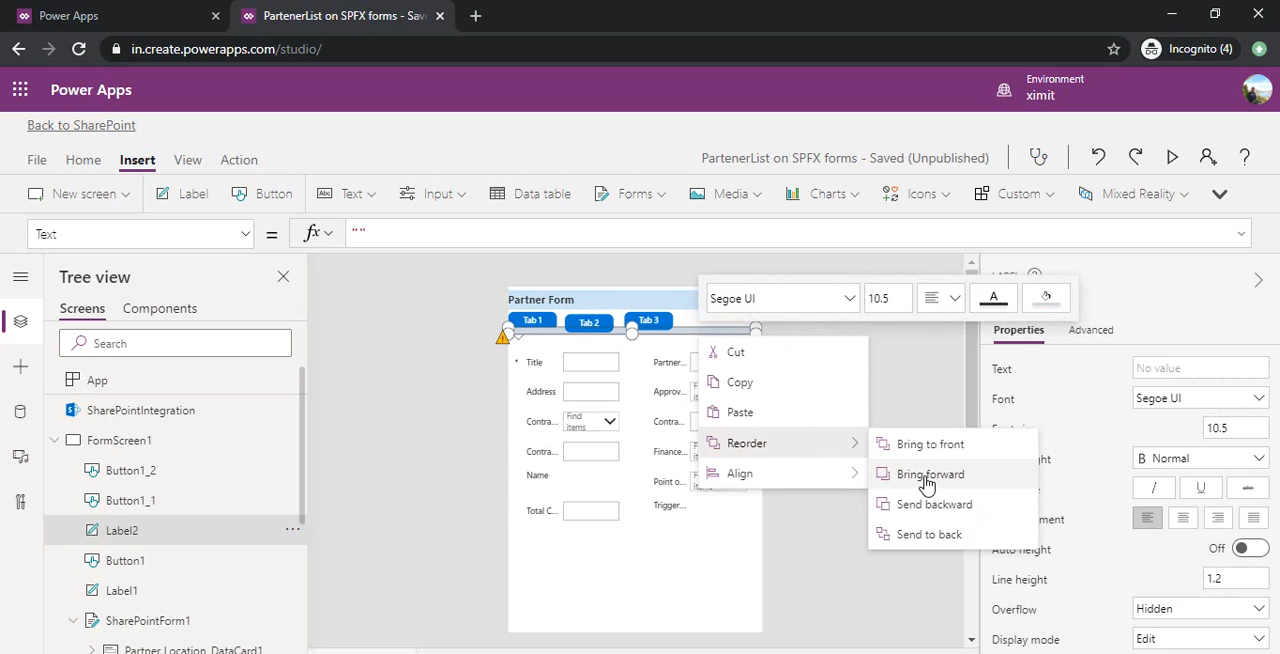 Power Apps
PartenerList on SPFX forms - Sav
in.create.powerapps.com/studio/
Incognito (4)
Power Apps
Environment
ximit
Back to SharePoint
File Home Insert View Action
PartenerList on SPFX forms - Saved (Unpublished)
New screen Label Button Text Input Data table Forms Media Charts Icons Custom Mixed Reality
Text = fx ""
Tree view
Screens Components
Search
App
SharePointIntegration
FormScreen1
Button1_2
Button1_1
Label2
Button1
Label1
SharePointForm1
Partner Location_DataCard1
Partner Form
Tab 1 Tab 2 Tab 3
* Title Partner...
Address Approv...
Contra... Find items Contra...
Contra... Finance...
Name Point o...
Total C... Trigger...
Segoe UI 10.5 A
Cut
Copy
Paste
Reorder
Align
Bring to front
Bring forward
Send backward
Send to back
Properties Advanced
Text No value
Font Segoe UI
10.5
B Normal
/ U abc
Auto height Off
Line height 1.2
Overflow Hidden
Display mode Edit